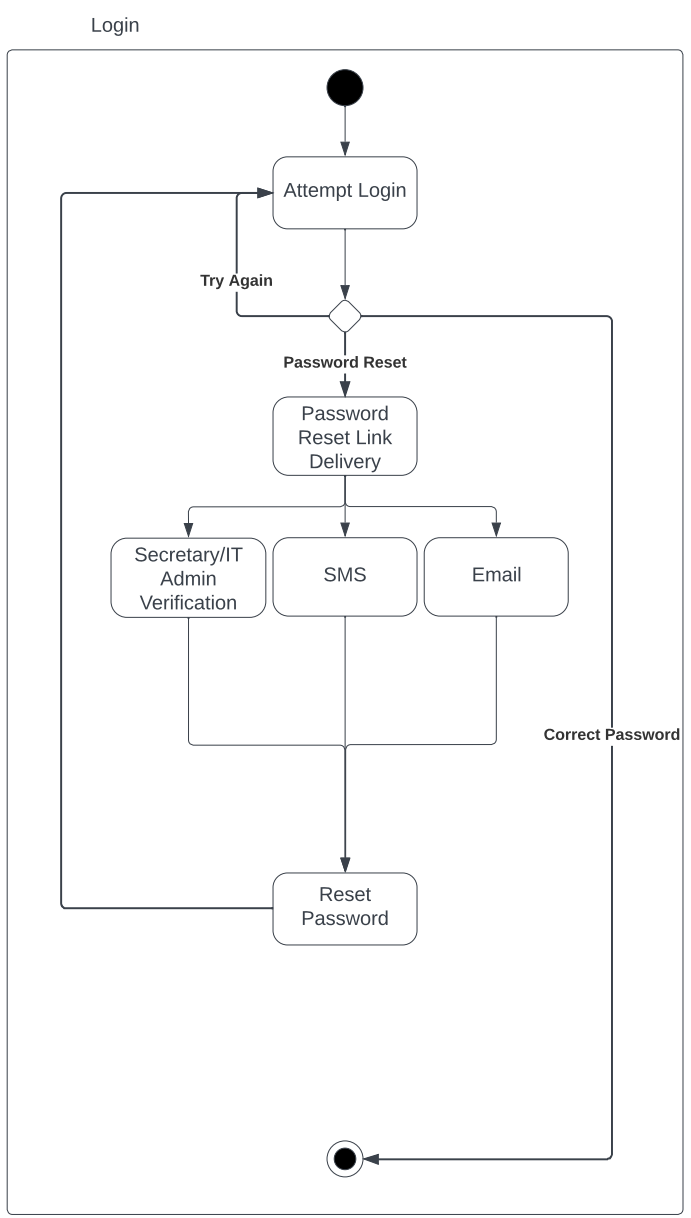 Login
Attempt Login
Try Again
Password Reset
Password
Reset Link
Delivery
Secretary/IT
Admin
Verification
SMS
Email
Correct Password
Reset
Password